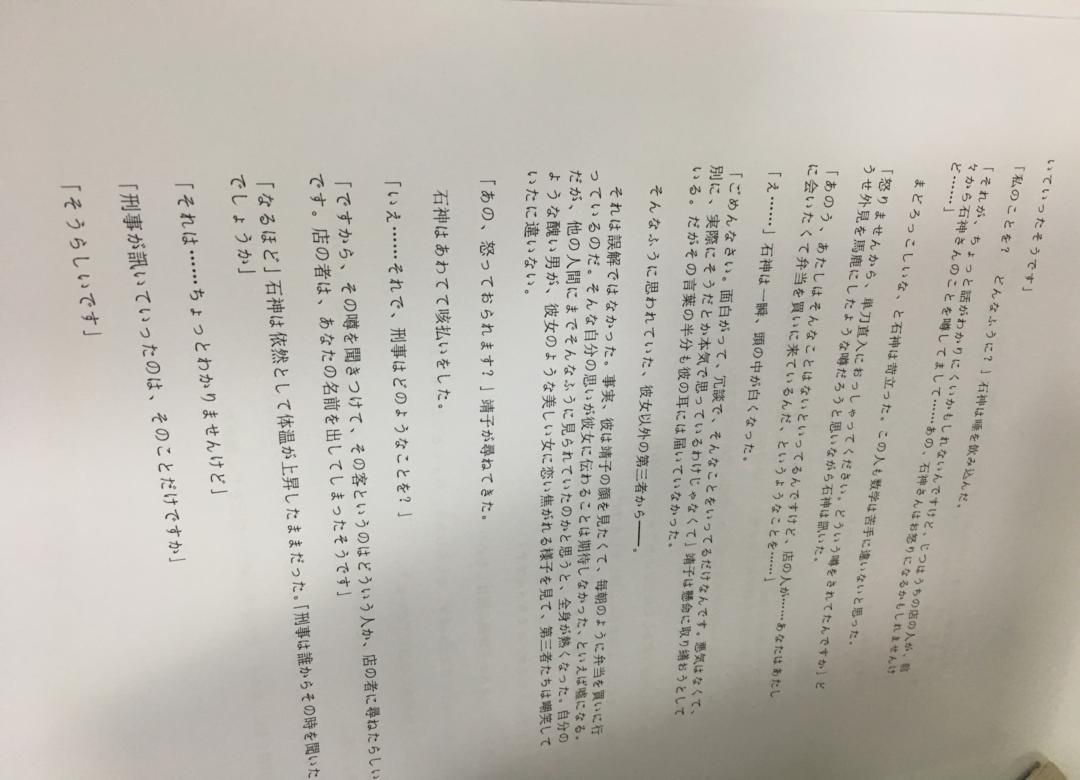 いていったそうです」
「私のことを？　どんなふうに？」石神は唾を飲み込んだ。
「それが、ちょっと話がわかりにくいかもしれないんですけど、じつはうちの店の人が、前
々から石神さんのことを噂してまして……あの、石神さんはお怒りになるかもしれませんけ
ど……」
まどろっこしいな、と石神は苛立った。この人も数学は苦手に違いないと思った。
「怒りませんから、単刀直入におっしゃってください。どういう噂をされてたんですか」ど
うせ外見を馬鹿にしたような噂だろうと思いながら石神は訊いた。
「あのう、あたしはそんなことはないといってるんですけど、店の人が……あなたはあたし
に会いたくて弁当を買いに来ているんだ、というようなことを……」
「え……」石神は一瞬、頭の中が白くなった。
「ごめんなさい。面白がって、冗談で、そんなことをいってるだけなんです。悪気はなくて、
別に、実際にそうだとか本気で思っているわけじゃなくて」靖子は懸命に取り繕おうとして
いる。だがその言葉の半分も彼の耳には届いていなかった。
そんなふうに思われていた、彼女以外の第三者から――。
それは誤解ではなかった。事実、彼は靖子の顔を見たくて、毎朝のように弁当を買いに行
っているのだ。そんな自分の思いが彼女に伝わることは期待しなかった、といえば嘘になる。
だが、他の人間にまでそんなふうに見られていたのかと思うと、全身が熱くなった。自分の
ような醜い男が、彼女のような美しい女に恋い焦がれる様子を見て、第三者たちは嘲笑して
いたに違いない。
「あの、怒っておられます？」靖子が尋ねてきた。
石神はあわてて咳払いをした。
「いえ……それで、刑事はどのようなことを？」
「ですから、その噂を聞きつけて、その客というのはどういう人か、店の者に尋ねたらしい
です。店の者は、あなたの名前を出してしまったそうです」
「なるほど」石神は依然として体温が上昇したままだった。「刑事は誰からその時を聞いた
でしょうか」
「それは……ちょっとわかりませんけど」
「刑事が訊いていったのは、そのことだけですか」
「そうらしいです」